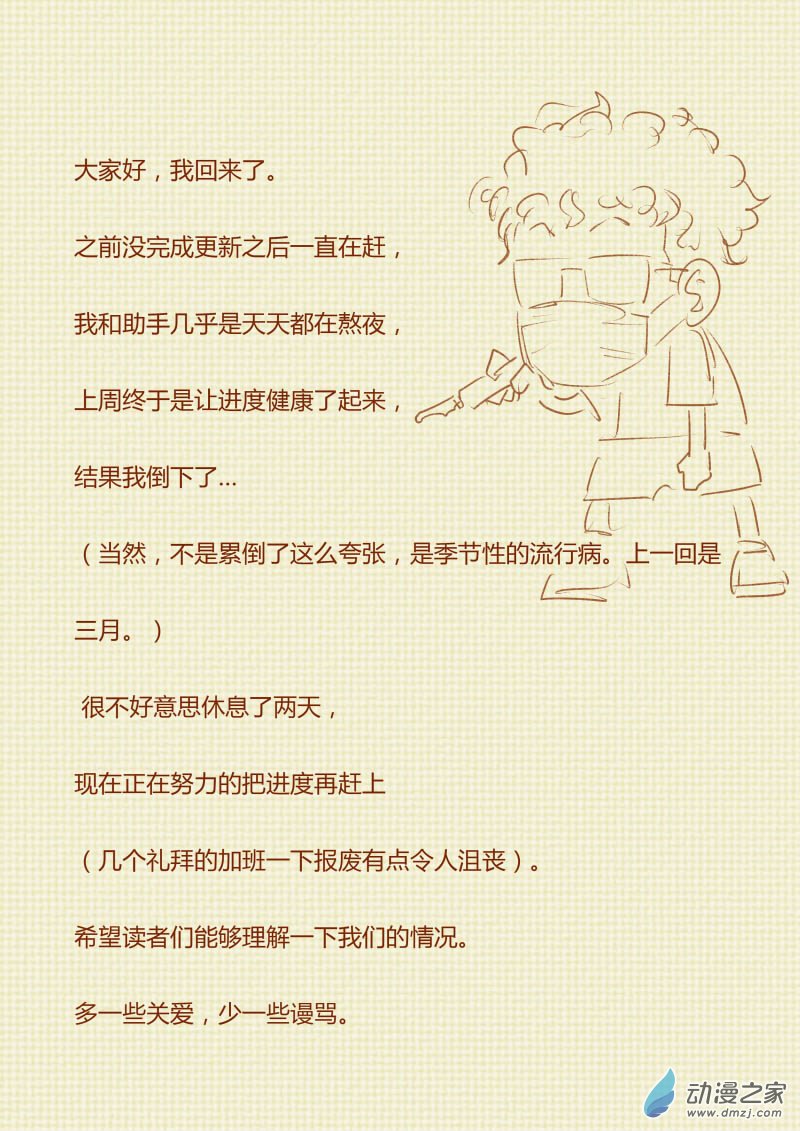 大家好，我回来了。
之前没完成更新之后一直在赶，
我和助手几乎是天天都在熬夜，
上周终于是让进度健康了起来，
结果我倒下了...
（当然，不是累倒了这么夸张，是季节性的流行病。上一回是
三月。）
很不好意思休息了两天，
现在正在努力的把进度再赶上
（几个礼拜的加班一下报废有点令人沮丧）。
希望读者们能够理解一下我们的情况。
多一些关爱，少一些谩骂。
动漫之家
www.dmzj.com